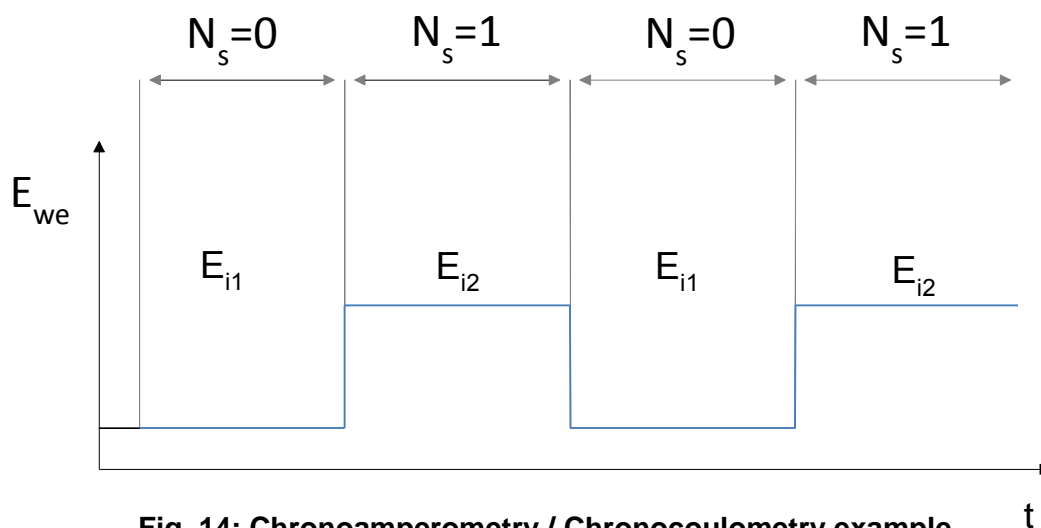 N_s=0 N_s=1 N_s=0 N_s=1
E_we
E_i1 E_i2 E_i1 E_i2
t
Fig. 14: Chronoamperometry / Chronocoulometry example